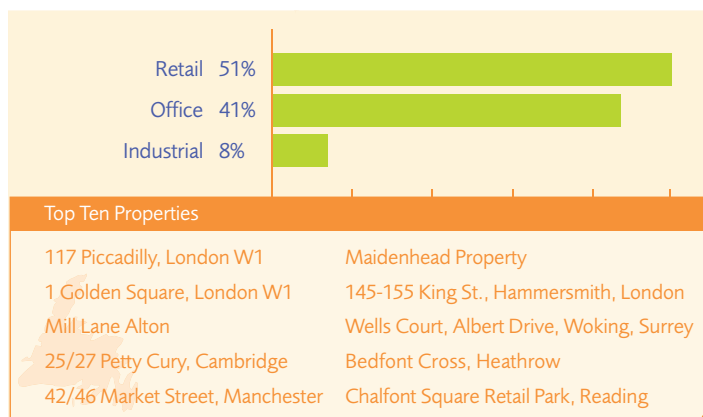 Retail 51%
Office 41%
Industrial 8%
Top Ten Properties
117 Piccadilly, London W1
1 Golden Square, London W1
Mill Lane Alton
25/27 Petty Cury, Cambridge
42/46 Market Street, Manchester
Maidenhead Property
145-155 King St., Hammersmith, London
Wells Court, Albert Drive, Woking, Surrey
Bedfont Cross, Heathrow
Chalfont Square Retail Park, Reading